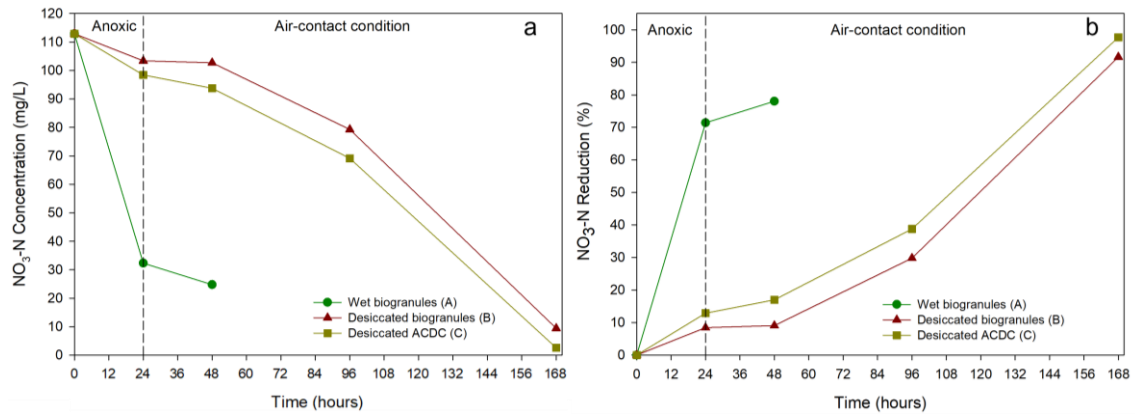 Anoxic Air-contact condition a
NO3-N Concentration (mg/L)
120
110
100
90
80
70
60
50
40
30
20
10
0
Wet biogranules (A)
Desiccated biogranules (B)
Desiccated ACDC (C)
0 12 24 36 48 60 72 84 96 108 120 132 144 156 168
Time (hours)
Anoxic Air-contact condition b
NO3-N Reduction (%)
100
90
80
70
60
50
40
30
20
10
0
Wet biogranules (A)
Desiccated biogranules (B)
Desiccated ACDC (C)
0 12 24 36 48 60 72 84 96 108 120 132 144 156 168
Time (hours)